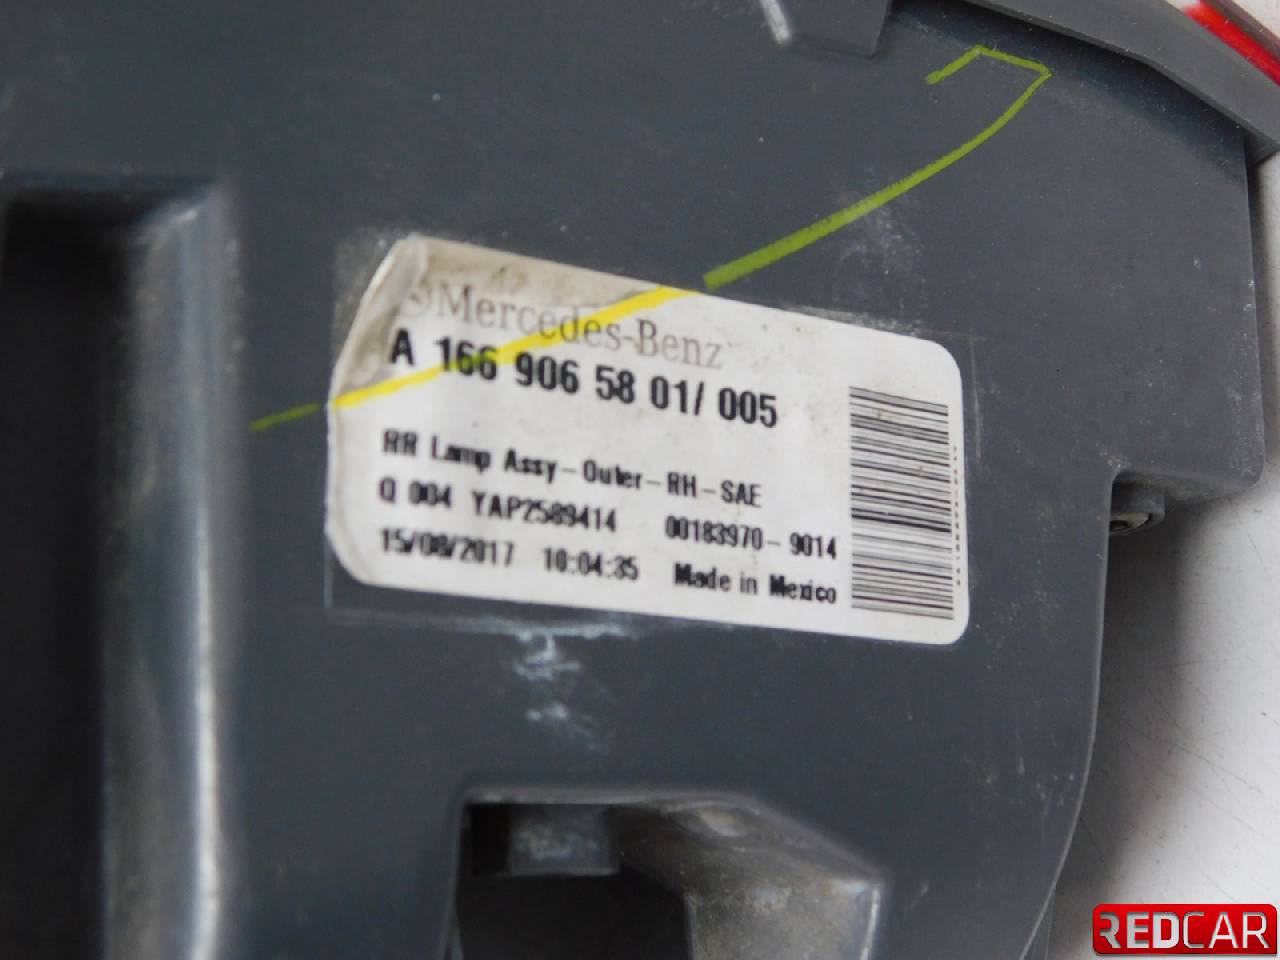 Mercedes-Benz
A 166 906 58 01/ 005
RR Lamp Assy-Outer-RH-SAE
Q 004 YAP2589414 00183970-9014
15/08/2017 10:04:35 Made in Mexico
REDCAR